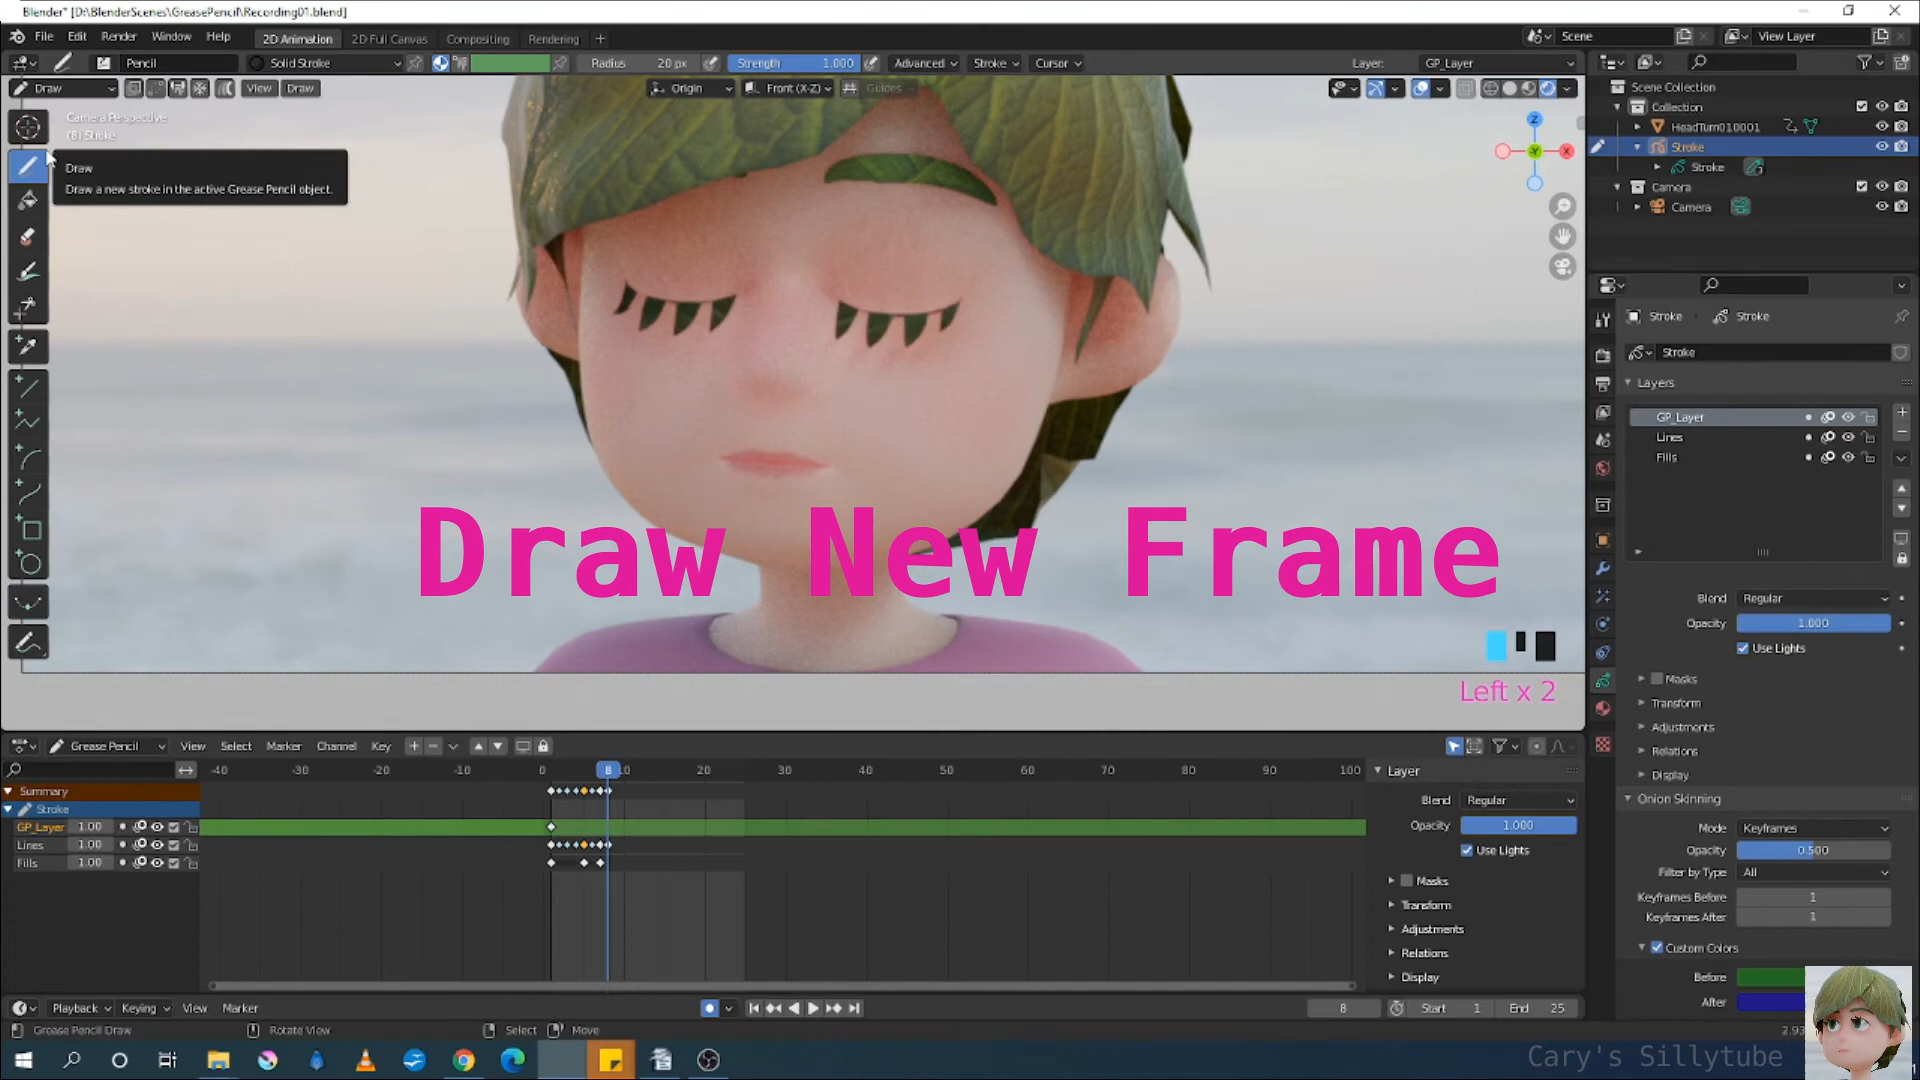 Blender* [D:\BlenderScenes\GreasePencil\Recording01.blend]
File Edit Render Window Help 2D Animation 2D Full Canvas Compositing Rendering + Scene View Layer
Pencil Solid Stroke Radius 20 px Strength 1.000 Advanced Stroke Cursor Layer: GP_Layer
Draw View Draw Origin Front (X-Z) Guides
Camera Perspective
(8) Stroke
Draw
Draw a new stroke in the active Grease Pencil object.
Z
X
Y
Draw New Frame
Left x 2
Scene Collection
Collection
HeadTurn010001
Stroke
Stroke
Camera
Camera
Stroke Stroke
Stroke
Layers
GP_Layer
Lines
Fills
Blend Regular
Opacity 1.000
Use Lights
Masks
Transform
Adjustments
Relations
Display
Onion Skinning
Mode Keyframes
Opacity 0.500
Filter by Type All
Keyframes Before 1
Keyframes After 1
Custom Colors
Before
After
Grease Pencil View Select Marker Channel Key
-40 -30 -20 -10 0 8 10 20 30 40 50 60 70 80 90 100
Summary
Stroke
GP_Layer 1.00
Lines 1.00
Fills 1.00
Layer
Blend Regular
Opacity 1.000
Use Lights
Masks
Transform
Adjustments
Relations
Display
Playback Keying View Marker 8 Start 1 End 25
Grease Pencil Draw Rotate View Select Move 2.93
Cary's Sillytube